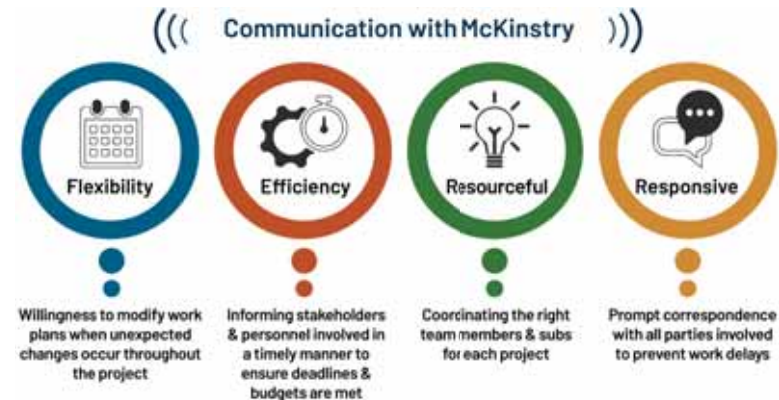 Communication with McKinstry
Flexibility
Efficiency
Resourceful
Responsive
Willingness to modify work
plans when unexpected
changes occur throughout
the project
Informing stakeholders
& personnel involved in
a timely manner to
ensure deadlines &
budgets are met
Coordinating the right
team members & subs
for each project
Prompt correspondence
with all parties involved
to prevent work delays